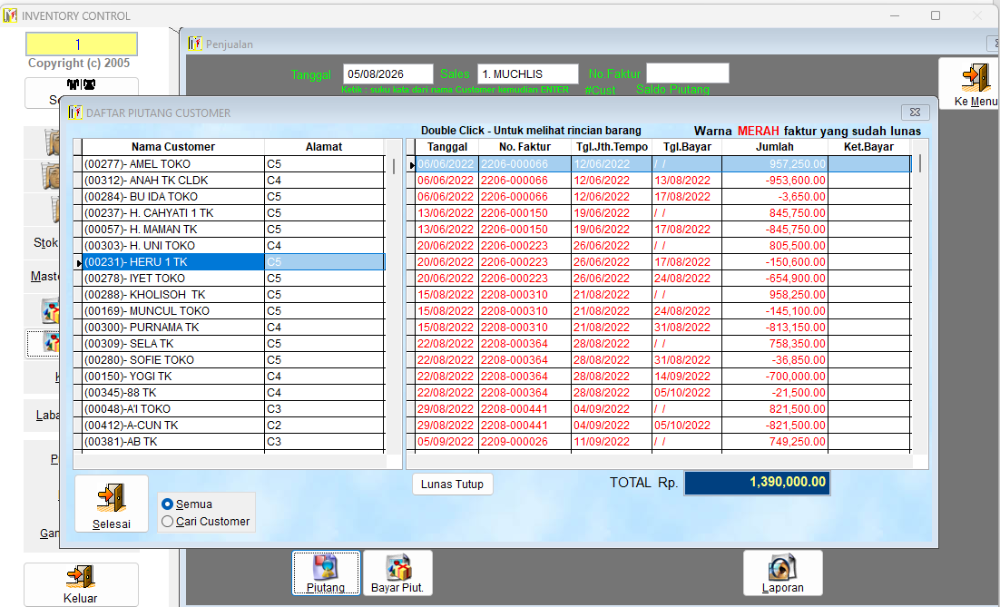 INVENTORY CONTROL
1
Copyright (c) 2005
Penjualan
Tanggal 05/08/2026 Sales 1. MUCHLIS No.Faktur
Ketik : suku kata dari nama Customer kemudian ENTER #Cust Saldo Piutang
Ke Menu
DAFTAR PIUTANG CUSTOMER
Double Click - Untuk melihat rincian barang Warna MERAH faktur yang sudah lunas
Nama Customer Alamat
(00277)- AMEL TOKO C5
(00312)- ANAH TK CLDK C4
(00284)- BU IDA TOKO C5
(00237)- H. CAHYATI 1 TK C5
(00057)- H. MAMAN TK C5
(00303)- H. UNI TOKO C4
(00231)- HERU 1 TK C5
(00278)- IYET TOKO C5
(00288)- KHOLISOH TK C5
(00169)- MUNCUL TOKO C5
(00300)- PURNAMA TK C4
(00309)- SELA TK C5
(00280)- SOFIE TOKO C5
(00150)- YOGI TK C4
(00345)-88 TK C4
(00048)-A'I TOKO C3
(00412)-A-CUN TK C2
(00381)-AB TK C3
Tanggal No. Faktur Tgl.Jth.Tempo Tgl.Bayar Jumlah Ket.Bayar
06/06/2022 2206-000066 12/06/2022 / / 957,250.00
06/06/2022 2206-000066 12/06/2022 13/08/2022 -953,600.00
06/06/2022 2206-000066 12/06/2022 17/08/2022 -3,650.00
13/06/2022 2206-000150 19/06/2022 / / 845,750.00
13/06/2022 2206-000150 19/06/2022 17/08/2022 -845,750.00
20/06/2022 2206-000223 26/06/2022 / / 805,500.00
20/06/2022 2206-000223 26/06/2022 17/08/2022 -150,600.00
20/06/2022 2206-000223 26/06/2022 24/08/2022 -654,900.00
15/08/2022 2208-000310 21/08/2022 / / 958,250.00
15/08/2022 2208-000310 21/08/2022 24/08/2022 -145,100.00
15/08/2022 2208-000310 21/08/2022 31/08/2022 -813,150.00
22/08/2022 2208-000364 28/08/2022 / / 758,350.00
22/08/2022 2208-000364 28/08/2022 31/08/2022 -36,850.00
22/08/2022 2208-000364 28/08/2022 14/09/2022 -700,000.00
22/08/2022 2208-000364 28/08/2022 05/10/2022 -21,500.00
29/08/2022 2208-000441 04/09/2022 / / 821,500.00
29/08/2022 2208-000441 04/09/2022 05/10/2022 -821,500.00
05/09/2022 2209-000026 11/09/2022 / / 749,250.00
Stok
Maste
Laba
Gan
Selesai
Semua
Cari Customer
Lunas Tutup
TOTAL Rp. 1,390,000.00
Piutang
Bayar Piut.
Laporan
Keluar